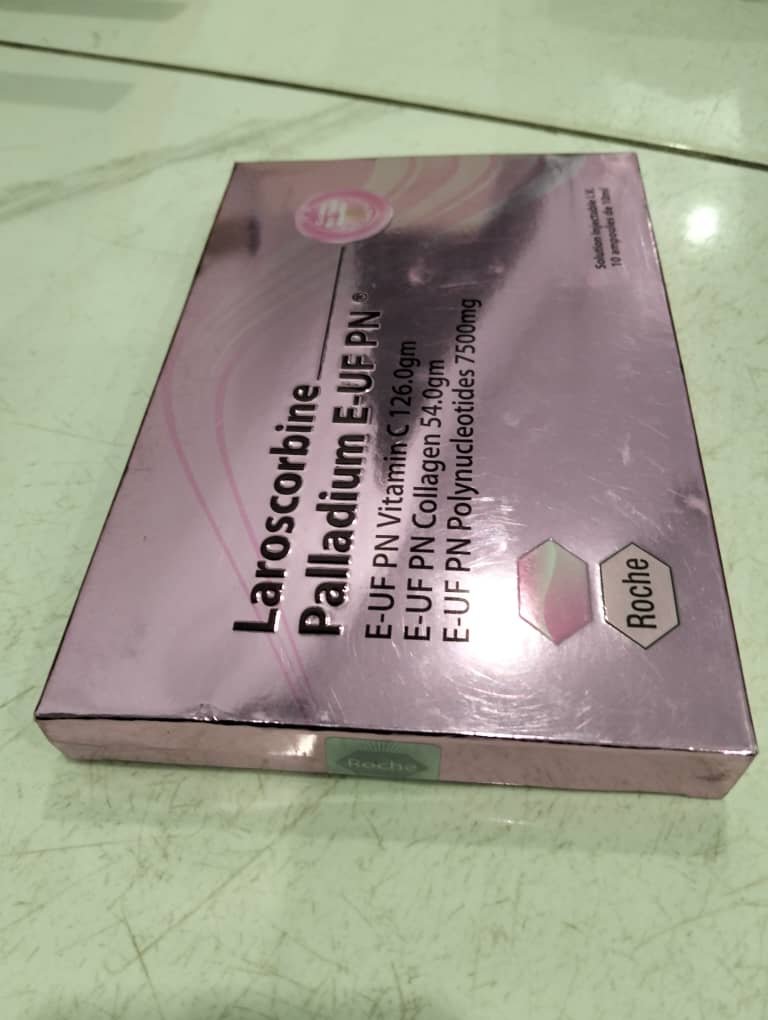 Laroscorbine
Palladium E-UF PN®
E-UF PN Vitamin C 126.0gm
E-UF PN Collagen 54.0gm
E-UF PN Polynucleotides 7500mg
Solution Injectable I.V.
10 ampoules de 10ml
Roche
Roche